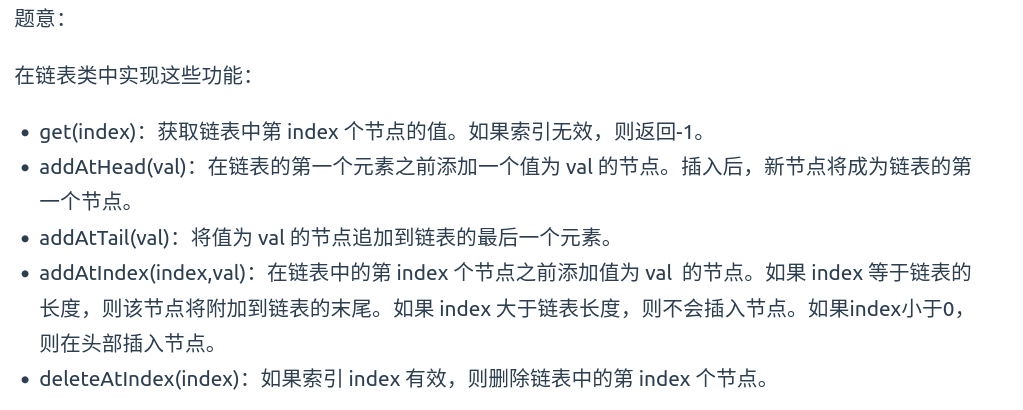 题意：
在链表类中实现这些功能：
• get(index)：获取链表中第 index 个节点的值。如果索引无效，则返回-1。
• addAtHead(val)：在链表的第一个元素之前添加一个值为 val 的节点。插入后，新节点将成为链表的第
一个节点。
• addAtTail(val)：将值为 val 的节点追加到链表的最后一个元素。
• addAtIndex(index,val)：在链表中的第 index 个节点之前添加值为 val 的节点。如果 index 等于链表的
长度，则该节点将附加到链表的末尾。如果 index 大于链表长度，则不会插入节点。如果index小于0，
则在头部插入节点。
• deleteAtIndex(index)：如果索引 index 有效，则删除链表中的第 index 个节点。